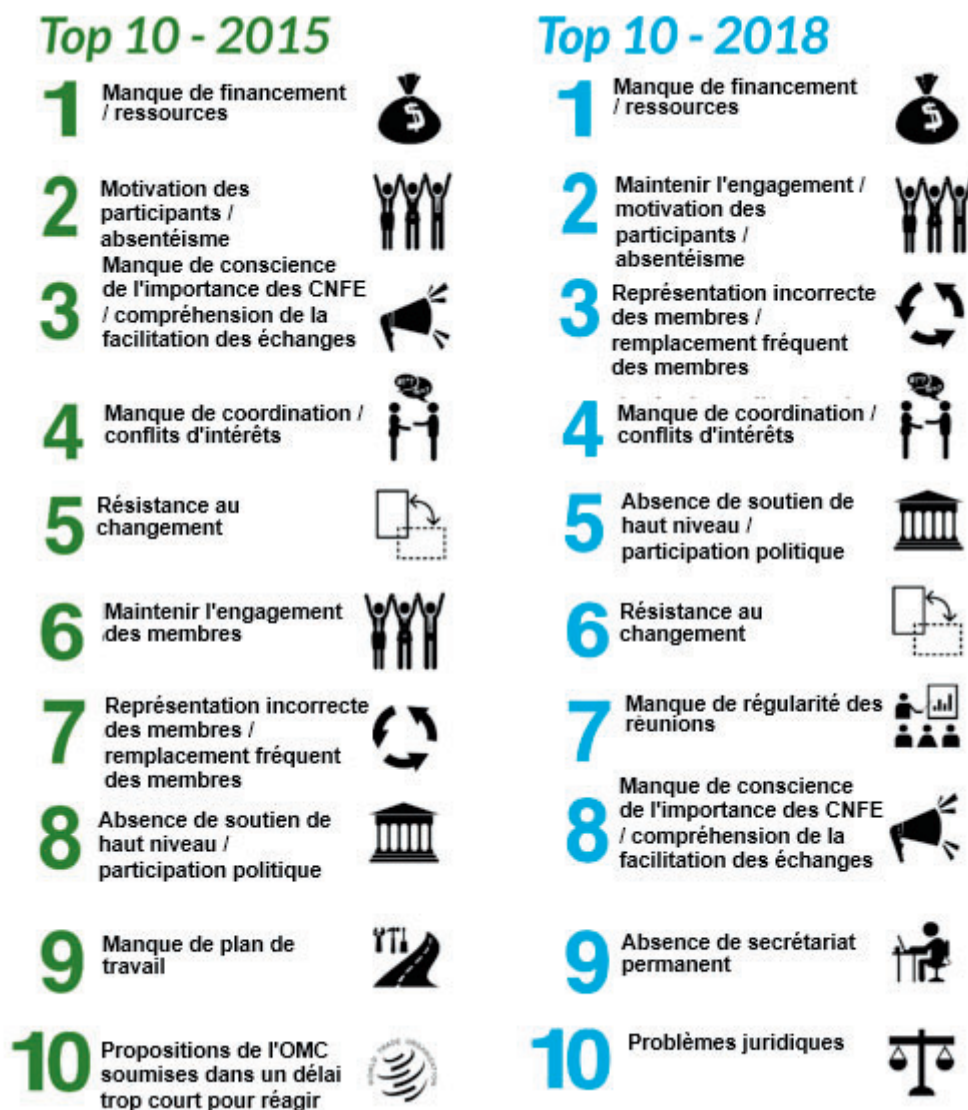 Top 10 - 2015
1
Manque de financement
/ ressources
2
Motivation des
participants /
absentéisme
3
Manque de conscience
de l'importance des CNFE
/ compréhension de la
facilitation des échanges
4
Manque de coordination /
conflits d'intérêts
5
Résistance au
changement
6
Maintenir l'engagement
des membres
7
Représentation incorrecte
des membres /
remplacement fréquent
des membres
8
Absence de soutien de
haut niveau /
participation politique
9
Manque de plan de
travail
10
Propositions de l'OMC
soumises dans un délai
trop court pour réagir
WORLD TRADE ORGANISATION
Top 10 - 2018
1
Manque de financement
/ ressources
2
Maintenir l'engagement /
motivation des
participants /
absentéisme
3
Représentation incorrecte
des membres /
remplacement fréquent
des membres
4
Manque de coordination /
conflits d'intérêts
5
Absence de soutien de
haut niveau /
participation politique
6
Résistance au
changement
7
Manque de régularité des
rèunions
8
Manque de conscience
de l'importance des CNFE
/ compréhension de la
facilitation des échanges
9
Absence de secrétariat
permanent
10
Problèmes juridiques